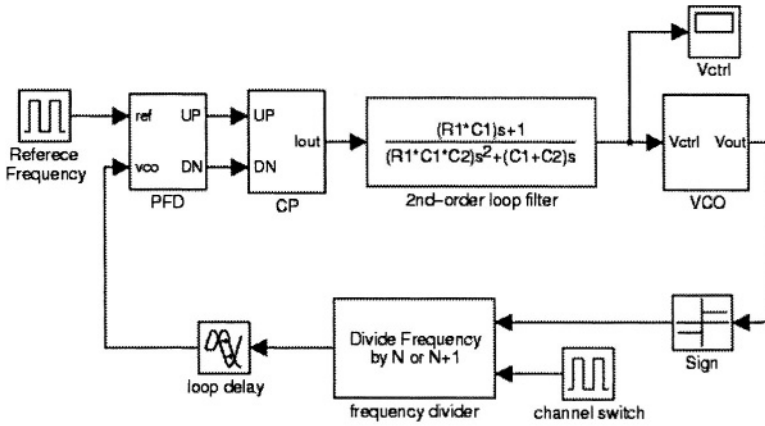 Vctrl
Referece
Frequency
ref
UP
vco
DN
PFD
UP
Iout
DN
CP
(R1*C1)s+1
(R1*C1*C2)s²+(C1+C2)s
2nd-order loop filter
Vctrl
Vout
VCO
Sign
Divide Frequency
by N or N+1
frequency divider
channel switch
loop delay